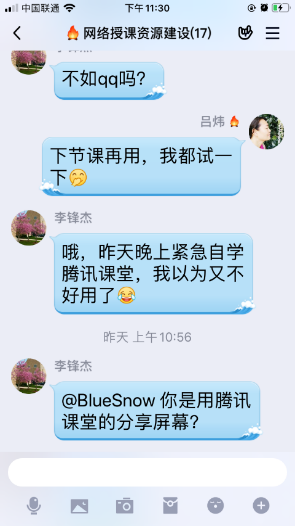 中国联通
下午11:30
网络授课资源建设(17)
不如qq吗？
吕炜
下节课再用，我都试一
下
李锋杰
哦，昨天晚上紧急自学
腾讯课堂，我以为又不
好用了
昨天 上午10:56
李锋杰
@BlueSnow 你是用腾讯
课堂的分享屏幕？